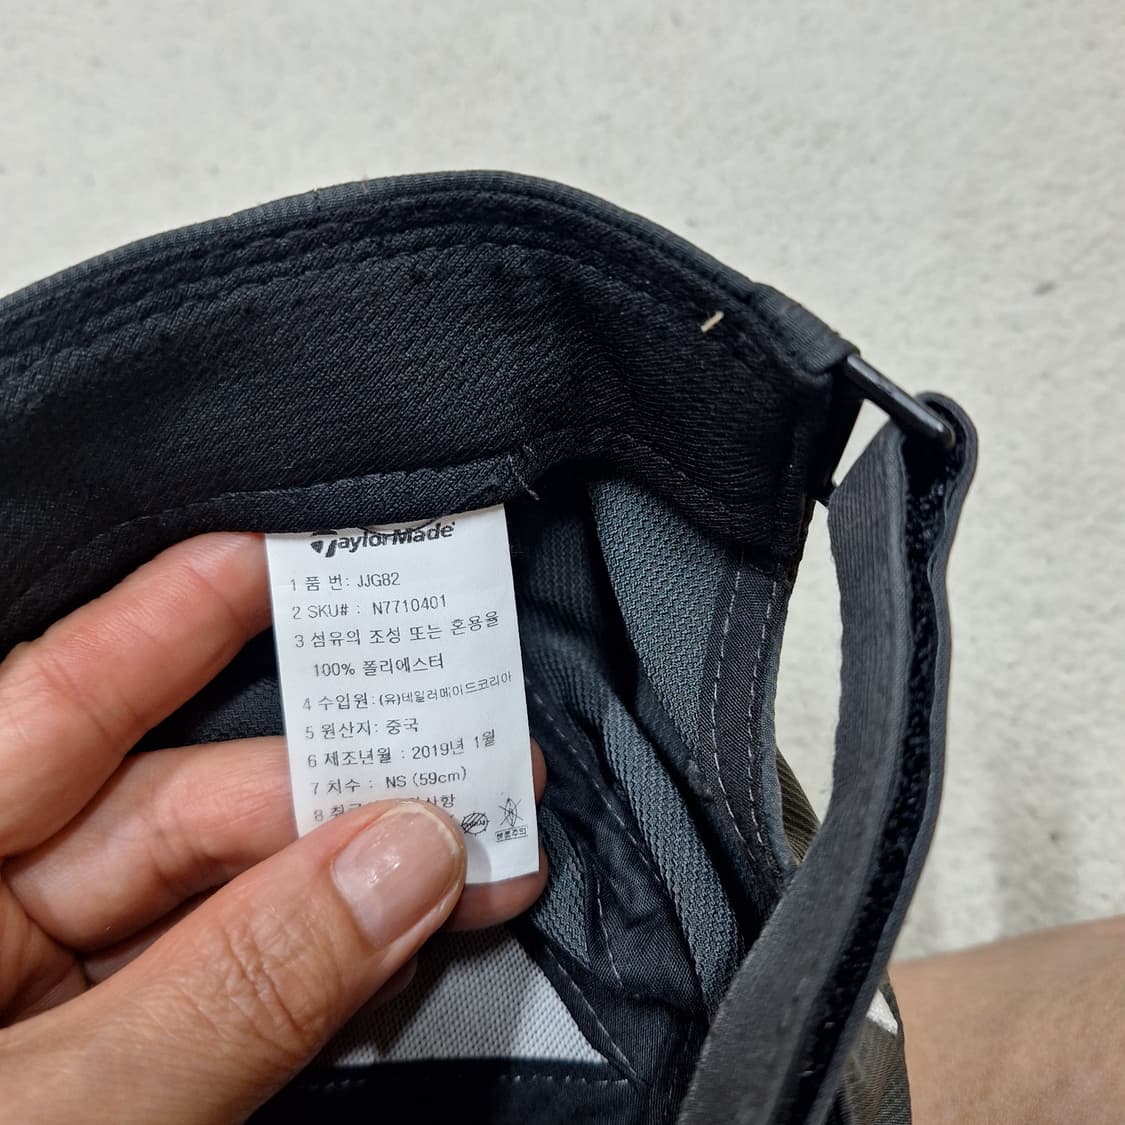 TaylorMade
1 품 번: JJG82
2 SKU# : N7710401
3 섬유의 조성 또는 혼용율
100% 폴리에스터
4 수입원: (유)테일러메이드코리아
5 원산지: 중국
6 제조년월 : 2019년 1월
7 치수 : NS (59cm)
8